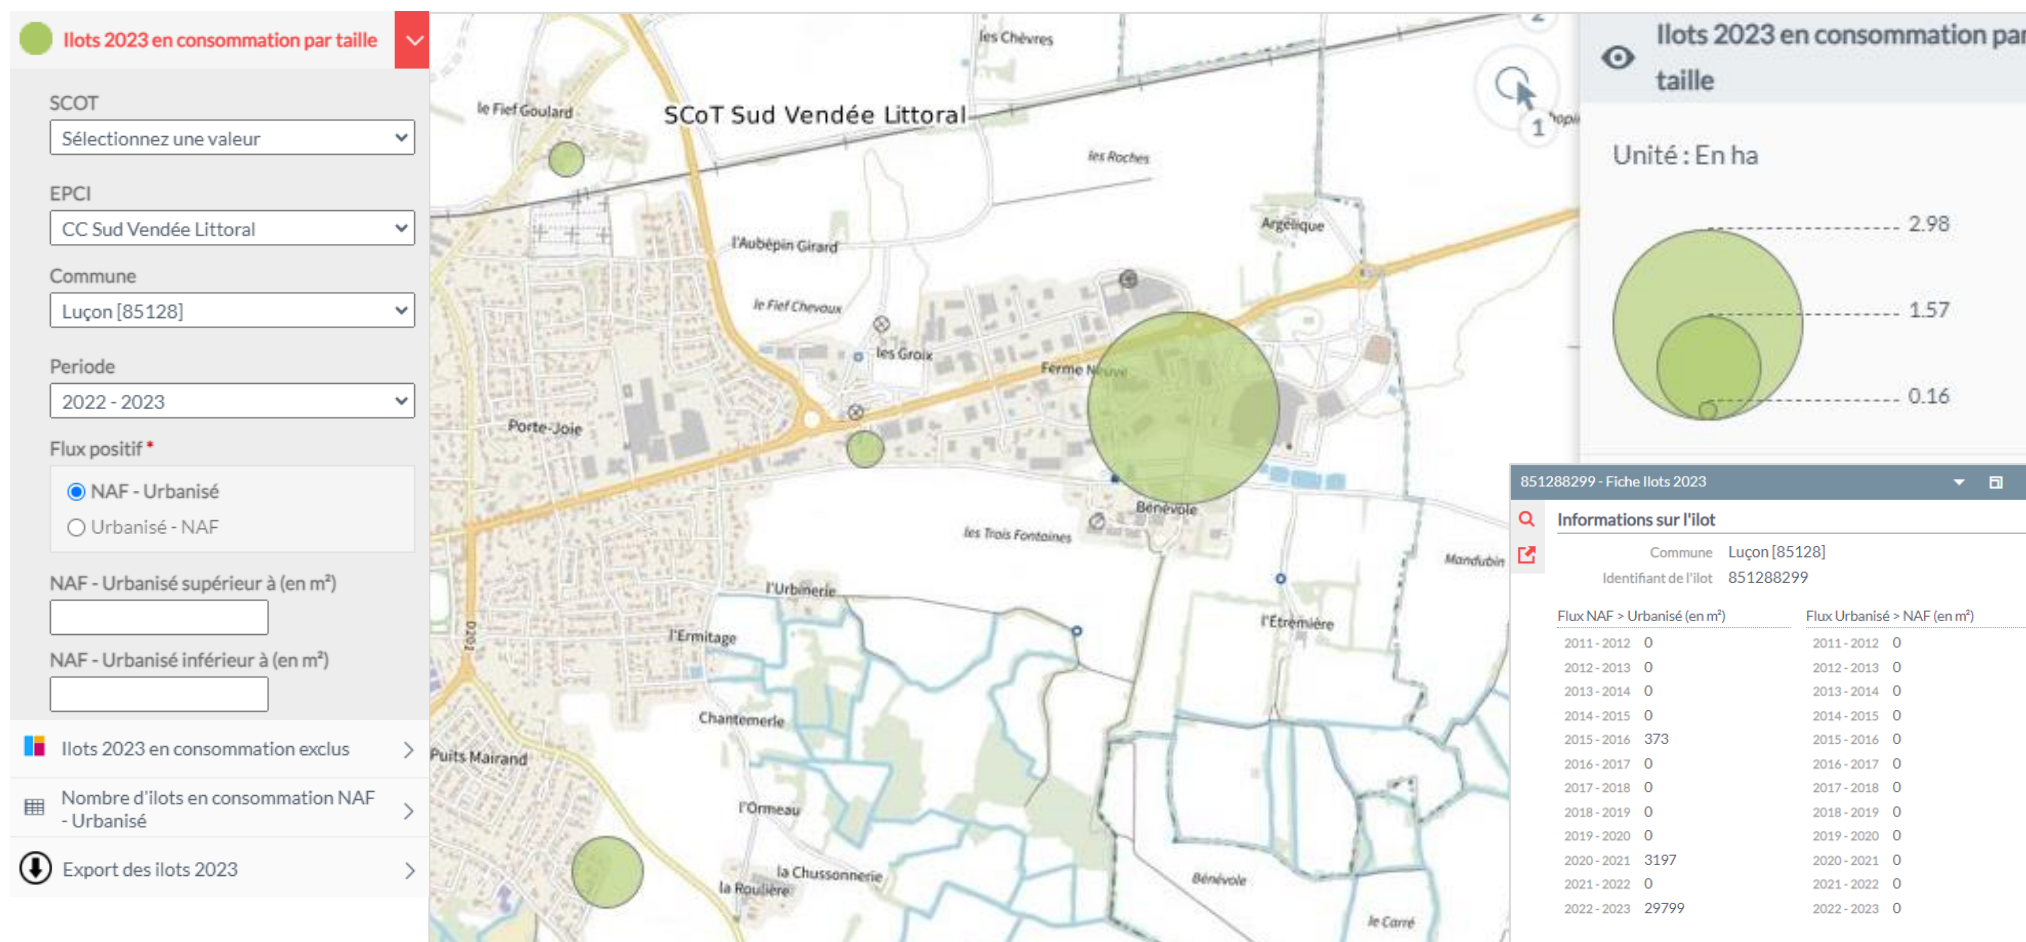 Ilots 2023 en consommation par taille
SCOT
Sélectionnez une valeur
EPCI
CC Sud Vendée Littoral
Commune
Luçon [85128]
Periode
2022 - 2023
Flux positif *
NAF - Urbanisé
Urbanisé - NAF
NAF - Urbanisé supérieur à (en m²)
NAF - Urbanisé inférieur à (en m²)
Ilots 2023 en consommation exclus
Nombre d'ilots en consommation NAF
- Urbanisé
Export des ilots 2023
les Chèvres
le Fief Goulard
SCoT Sud Vendée Littoral
les Roches
Argelique
l'Aubépin Girard
le Fief Chevaux
les Groix
Ferme Neuve
Porte-Joie
Bénévole
les Trois Fontaines
Mandubin
l'Urbinerie
D202
l'Ermitage
l'Étremière
Chantemerle
Puits Mairand
l'Ormeau
la Chussonnerie
la Roulière
Bénévole
le Carré
2
1
Ilots 2023 en consommation par
taille
Unité : En ha
2.98
1.57
0.16
851288299 - Fiche Ilots 2023
Informations sur l'ilot
Commune Luçon [85128]
Identifiant de l'ilot 851288299
Flux NAF > Urbanisé (en m²) Flux Urbanisé > NAF (en m²)
2011 - 2012 0 2011 - 2012 0
2012 - 2013 0 2012 - 2013 0
2013 - 2014 0 2013 - 2014 0
2014 - 2015 0 2014 - 2015 0
2015 - 2016 373 2015 - 2016 0
2016 - 2017 0 2016 - 2017 0
2017 - 2018 0 2017 - 2018 0
2018 - 2019 0 2018 - 2019 0
2019 - 2020 0 2019 - 2020 0
2020 - 2021 3197 2020 - 2021 0
2021 - 2022 0 2021 - 2022 0
2022 - 2023 29799 2022 - 2023 0